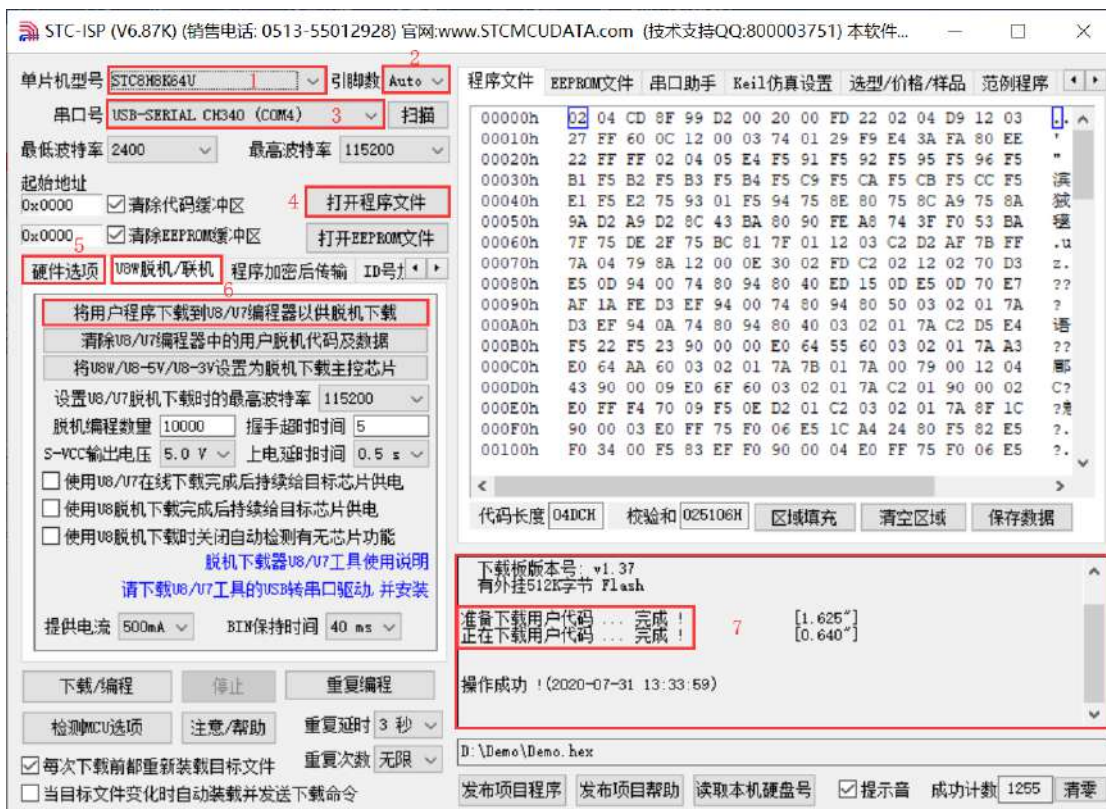 STC-ISP (V6.87K) (销售电话: 0513-55012928) 官网:www.STCMCUDATA.com (技术支持QQ:800003751) 本软件...
单片机型号 STC8H8K64U 1 引脚数 Auto 2
串口号 USB-SERIAL CH340 (COM4) 3 扫描
最低波特率 2400 最高波特率 115200
起始地址
0x0000 清除代码缓冲区 4 打开程序文件
0x0000 清除EEPROM缓冲区 打开EEPROM文件
5
硬件选项 U8W脱机/联机 程序加密后传输 ID号
6
将用户程序下载到U8/U7编程器以供脱机下载
清除U8/U7编程器中的用户脱机代码及数据
将U8W/U8-5V/U8-3V设置为脱机下载主控芯片
设置U8/U7脱机下载时的最高波特率 115200
脱机编程数量 10000 握手超时时间 5
S-VCC输出电压 5.0 V 上电延时时间 0.5 s
使用U8/U7在线下载完成后持续给目标芯片供电
使用U8脱机下载完成后持续给目标芯片供电
使用U8脱机下载时关闭自动检测有无芯片功能
脱机下载器U8/U7工具使用说明
请下载U8/U7工具的USB转串口驱动,并安装
提供电流 500mA BIN保持时间 40 ms
下载/编程 停止 重复编程
检测MCU选项 注意/帮助 重复延时 3 秒
重复次数 无限
每次下载前都重新装载目标文件
当目标文件变化时自动装载并发送下载命令
程序文件 EEPROM文件 串口助手 Keil仿真设置 选型/价格/样品 范例程序
00000h 02 04 CD 8F 99 D2 00 20 00 FD 22 02 04 D9 12 03 ..
00010h 27 FF 60 0C 12 00 03 74 01 29 F9 E4 3A FA 80 EE '
00020h 22 FF FF 02 04 05 E4 F5 91 F5 92 F5 95 F5 96 F5 "
00030h B1 F5 B2 F5 B3 F5 B4 F5 C9 F5 CA F5 CB F5 CC F5 滨
00040h E1 F5 E2 75 93 01 F5 94 75 8E 80 75 8C A9 75 8A
00050h 9A D2 A9 D2 8C 43 BA 80 90 FE A8 74 3F F0 53 BA
00060h 7F 75 DE 2F 75 BC 81 7F 01 12 03 C2 D2 AF 7B FF .u
00070h 7A 04 79 8A 12 00 0E 30 02 FD C2 02 12 02 70 D3 z.
00080h E5 0D 94 00 74 80 94 80 40 ED 15 0D E5 0D 70 E7 ??
00090h AF 1A FE D3 EF 94 00 74 80 94 80 50 03 02 01 7A ?
000A0h D3 EF 94 0A 74 80 94 80 40 03 02 01 7A C2 D5 E4 语
000B0h F5 22 F5 23 90 00 00 E0 64 55 60 03 02 01 7A A3 ??
000C0h E0 64 AA 60 03 02 01 7A 7B 01 7A 00 79 00 12 04 郿
000D0h 43 90 00 09 E0 6F 60 03 02 01 7A C2 01 90 00 02 C?
000E0h E0 FF F4 70 09 F5 0E D2 01 C2 03 02 01 7A 8F 1C
000F0h 90 00 03 E0 FF 75 F0 06 E5 1C A4 24 80 F5 82 E5 ?.
00100h F0 34 00 F5 83 EF F0 90 00 04 E0 FF 75 F0 06 E5 ?.
代码长度 04DCH 校验和 025106H 区域填充 清空区域 保存数据
下载板版本号: v1.37
有外挂512K字节 Flash
准备下载用户代码 ... 完成 ! 7 [1.625"]
正在下载用户代码 ... 完成 ! [0.640"]
操作成功 !(2020-07-31 13:33:59)
D:\Demo\Demo.hex
发布项目程序 发布项目帮助 读取本机硬盘号 提示音 成功计数 1255 清零